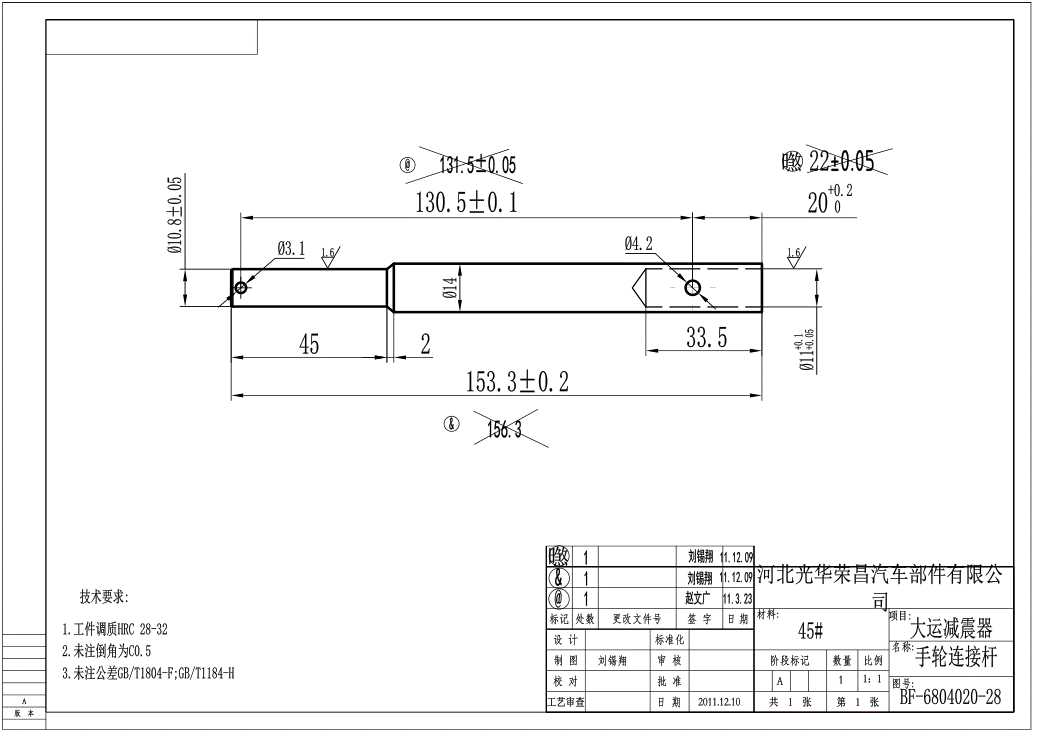 @ 131.5±0.05
22±0.05
130.5±0.1
20 +0.2 0
Ø10.8±0.05
Ø3.1
1.6
Ø4.2
1.6
Ø14
45
2
33.5
Ø11 +0.1 +0.05
153.3±0.2
& 156.3
技术要求:
1.工件调质HRC 28-32
2.未注倒角为C0.5
3.未注公差GB/T1804-F;GB/T1184-H
A
版 本
1 刘锡翔 11.12.09
& 1 刘锡翔 11.12.09
@ 1 赵文广 11.3.23
标记 处数 更改文件号 签 字 日 期
设 计 标准化
制 图 刘锡翔 审 核
校 对 批 准
工艺审查 日 期 2011.12.10
河北光华荣昌汽车部件有限公
司
材料:
45#
项目:
大运减震器
名称:
手轮连接杆
阶段标记 数量 比例
A 1 1:1
共 1 张 第 1 张
图号:
BF-6804020-28